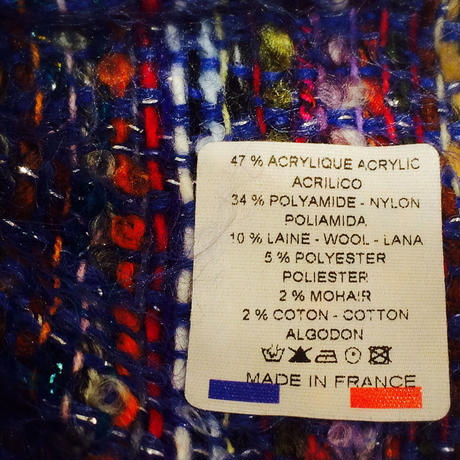 47 % ACRYLIQUE ACRYLIC
ACRILICO
34 % POLYAMIDE - NYLON
POLIAMIDA
10 % LAINE - WOOL - LANA
5 % POLYESTER
POLIESTER
2 % MOHAIR
2 % COTON - COTTON
ALGODON
MADE IN FRANCE